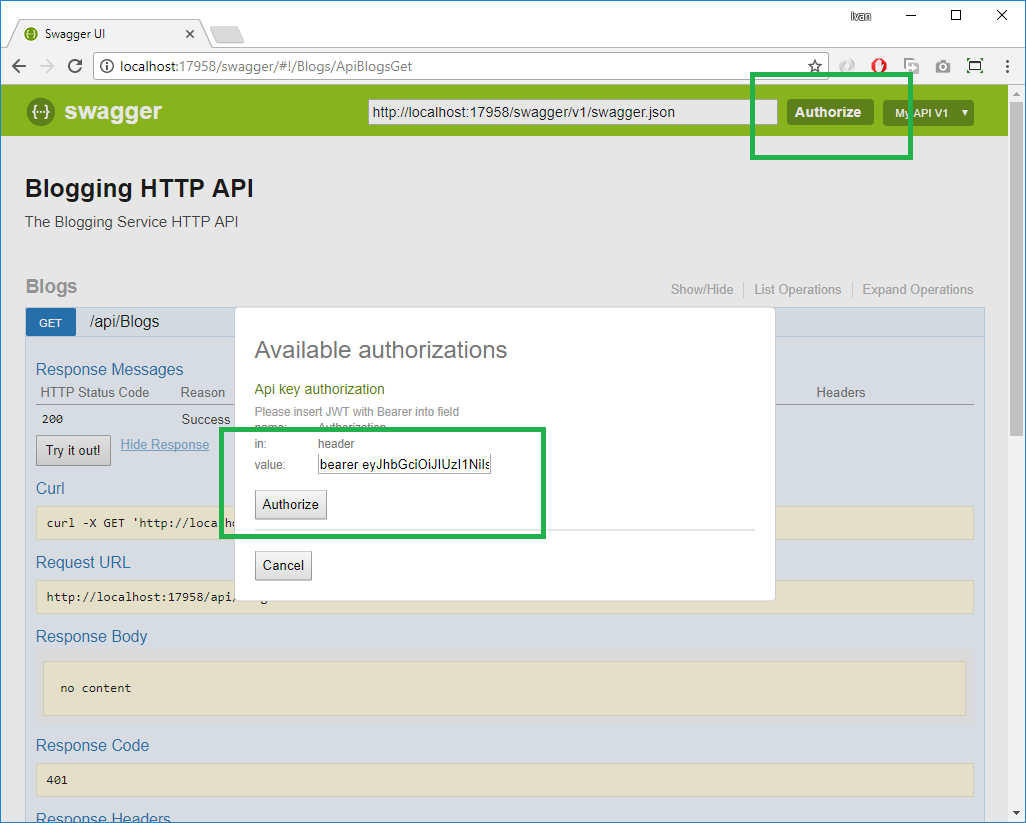 Ivan
Swagger UI
localhost:17958/swagger/#!/Blogs/ApiBlogsGet
swagger
http://localhost:17958/swagger/v1/swagger.json
Authorize
My API V1
Blogging HTTP API
The Blogging Service HTTP API
Blogs
Show/Hide
List Operations
Expand Operations
GET
/api/Blogs
Available authorizations
Api key authorization
Please insert JWT with Bearer into field
name: Authorization
in: header
value: bearer eyJhbGciOiJIUzI1NiIs
Authorize
Cancel
Response Messages
HTTP Status Code
Reason
Headers
200
Success
Try it out!
Hide Response
Curl
curl -X GET 'http://localho
Request URL
http://localhost:17958/api/
Response Body
no content
Response Code
401
Response Headers